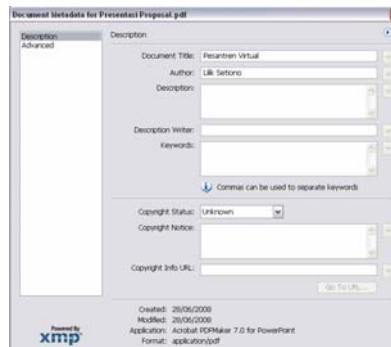 Document Metadata for Presentasi Proposal.pdf
Description
Advanced
Description
Document Title: Pesantren Virtual
Author: Lilik Setiono
Description:
Description Writer:
Keywords:
Commas can be used to separate keywords
Copyright Status: Unknown
Copyright Notice:
Copyright Info URL:
Go To URL...
Created: 28/06/2008
Modified: 28/06/2008
Application: Acrobat PDFMaker 7.0 for PowerPoint
Format: application/pdf
Powered By
xmp